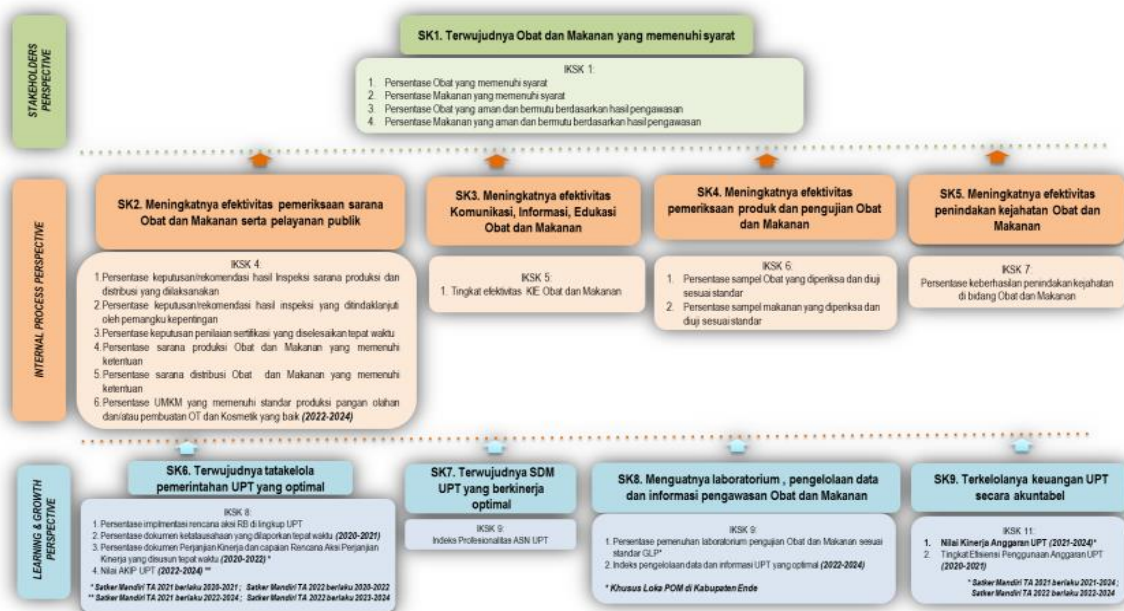 STAKEHOLDERS
PERSPECTIVE
SK1. Terwujudnya Obat dan Makanan yang memenuhi syarat
IKSK 1:
1. Persentase Obat yang memenuhi syarat
2. Persentase Makanan yang memenuhi syarat
3. Persentase Obat yang aman dan bermutu berdasarkan hasil pengawasan
4. Persentase Makanan yang aman dan bermutu berdasarkan hasil pengawasan
INTERNAL PROCESS PERSPECTIVE
SK2. Meningkatnya efektivitas pemeriksaan sarana
Obat dan Makanan serta pelayanan publik
IKSK 4:
1. Persentase keputusan/rekomendasi hasil Inspeksi sarana produksi dan
distribusi yang dilaksanakan
2. Persentase keputusan/rekomendasi hasil inspeksi yang ditindaklanjuti
oleh pemangku kepentingan
3. Persentase keputusan penilaian sertifikasi yang diselesaikan tepat waktu
4. Persentase sarana produksi Obat dan Makanan yang memenuhi
ketentuan
5. Persentase sarana distribusi Obat dan Makanan yang memenuhi
ketentuan
6. Persentase UMKM yang memenuhi standar produksi pangan olahan
dan/atau pembuatan OT dan Kosmetik yang baik (2022-2024)
SK3. Meningkatnya efektivitas
Komunikasi, Informasi, Edukasi
Obat dan Makanan
IKSK 5:
1. Tingkat efektivitas KIE Obat dan Makanan
SK4. Meningkatnya efektivitas
pemeriksaan produk dan pengujian Obat
dan Makanan
IKSK 6:
1. Persentase sampel Obat yang diperiksa dan diuji
sesuai standar
2. Persentase sampel makanan yang diperiksa dan
diuji sesuai standar
SK5. Meningkatnya efektivitas
penindakan kejahatan Obat dan
Makanan
IKSK 7:
Persentase keberhasilan penindakan kejahatan
di bidang Obat dan Makanan
LEARNING & GROWTH
PERSPECTIVE
SK6. Terwujudnya tatakelola
pemerintahan UPT yang optimal
IKSK 8:
1. Persentase implmentasi rencana aksi RB di lingkup UPT
2. Persentase dokumen ketatausahaan yang dilaporkan tepat waktu (2020-2021)
3. Persentase dokumen Perjanjian Kinerja dan capaian Rencana Aksi Perjanjian
Kinerja yang disusun tepat waktu (2020-2022) *
4. Nilai AKIP UPT (2022-2024) **
* Satker Mandiri TA 2021 berlaku 2020-2021 ; Satker Mandiri TA 2022 berlaku 2020-2022
** Satker Mandiri TA 2021 berlaku 2022-2024; Satker Mandiri TA 2022 berlaku 2023-2024
SK7. Terwujudnya SDM
UPT yang berkinerja
optimal
IKSK 9:
Indeks Profesionalitas ASN UPT
SK8. Menguatnya laboratorium , pengelolaan data
dan informasi pengawasan Obat dan Makanan
IKSK 9:
1. Persentase pemenuhan laboratorium pengujian Obat dan Makanan sesuai
standar GLP*
2. Indeks pengelolaan data dan informasi UPT yang optimal (2022-2024)
* Khusus Loka POM di Kabupaten Ende
SK9. Terkelolanya keuangan UPT
secara akuntabel
IKSK 11:
1. Nilai Kinerja Anggaran UPT (2021-2024)*
2. Tingkat Efisiensi Penggunaan Anggaran UPT
(2020-2021)
* Satker Mandiri TA 2021 berlaku 2021-2024 ;
Satker Mandiri TA 2022 berlaku 2022-2024